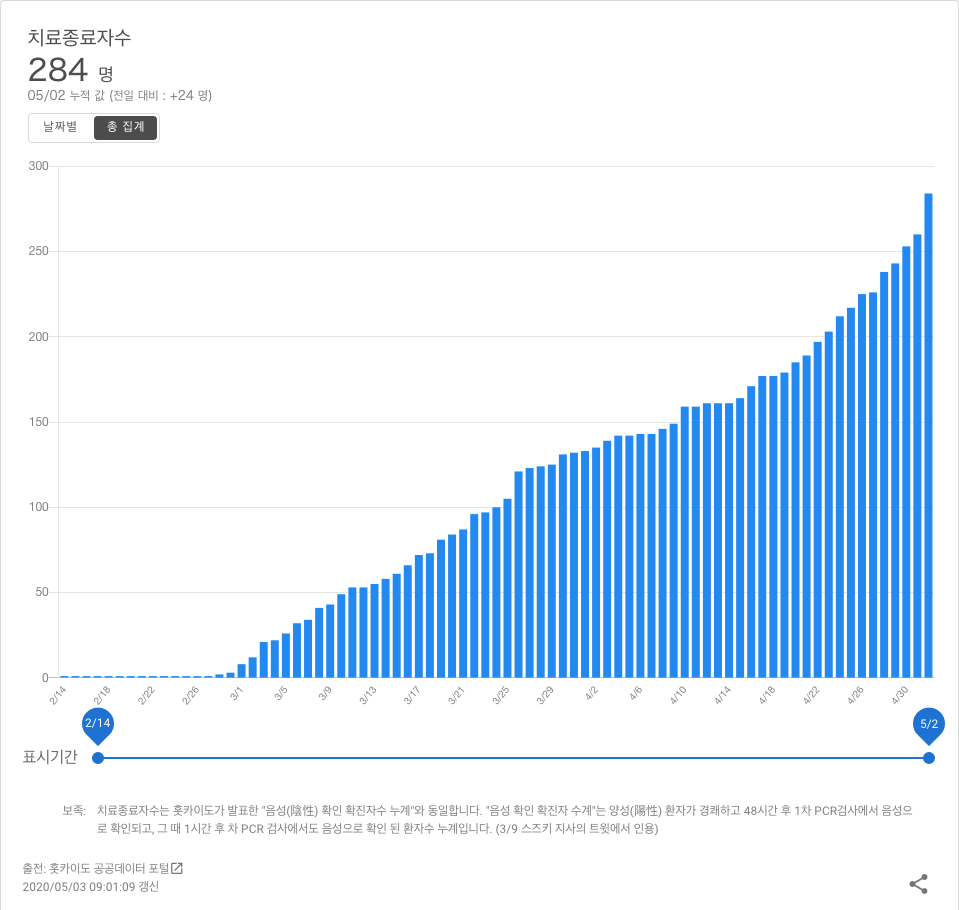 치료종료자수
284 명
05/02 누적 값 (전일 대비 : +24 명)
날짜별 총 집계
300
250
200
150
100
50
0
2/14 2/18 2/22 2/26 3/1 3/5 3/9 3/13 3/17 3/21 3/25 3/29 4/2 4/6 4/10 4/14 4/18 4/22 4/26 4/30
2/14 5/2
표시기간
보족: 치료종료자수는 홋카이도가 발표한 "음성(陰性) 확인 확진자수 누계"와 동일합니다. "음성 확인 확진자 수계"는 양성(陽性) 환자가 경쾌하고 48시간 후 1차 PCR검사에서 음성으
로 확인되고, 그 때 1시간 후 차 PCR 검사에서도 음성으로 확인 된 환자수 누계입니다. (3/9 스즈키 지사의 트윗에서 인용)
출전: 홋카이도 공공데이터 포털
2020/05/03 09:01:09 갱신